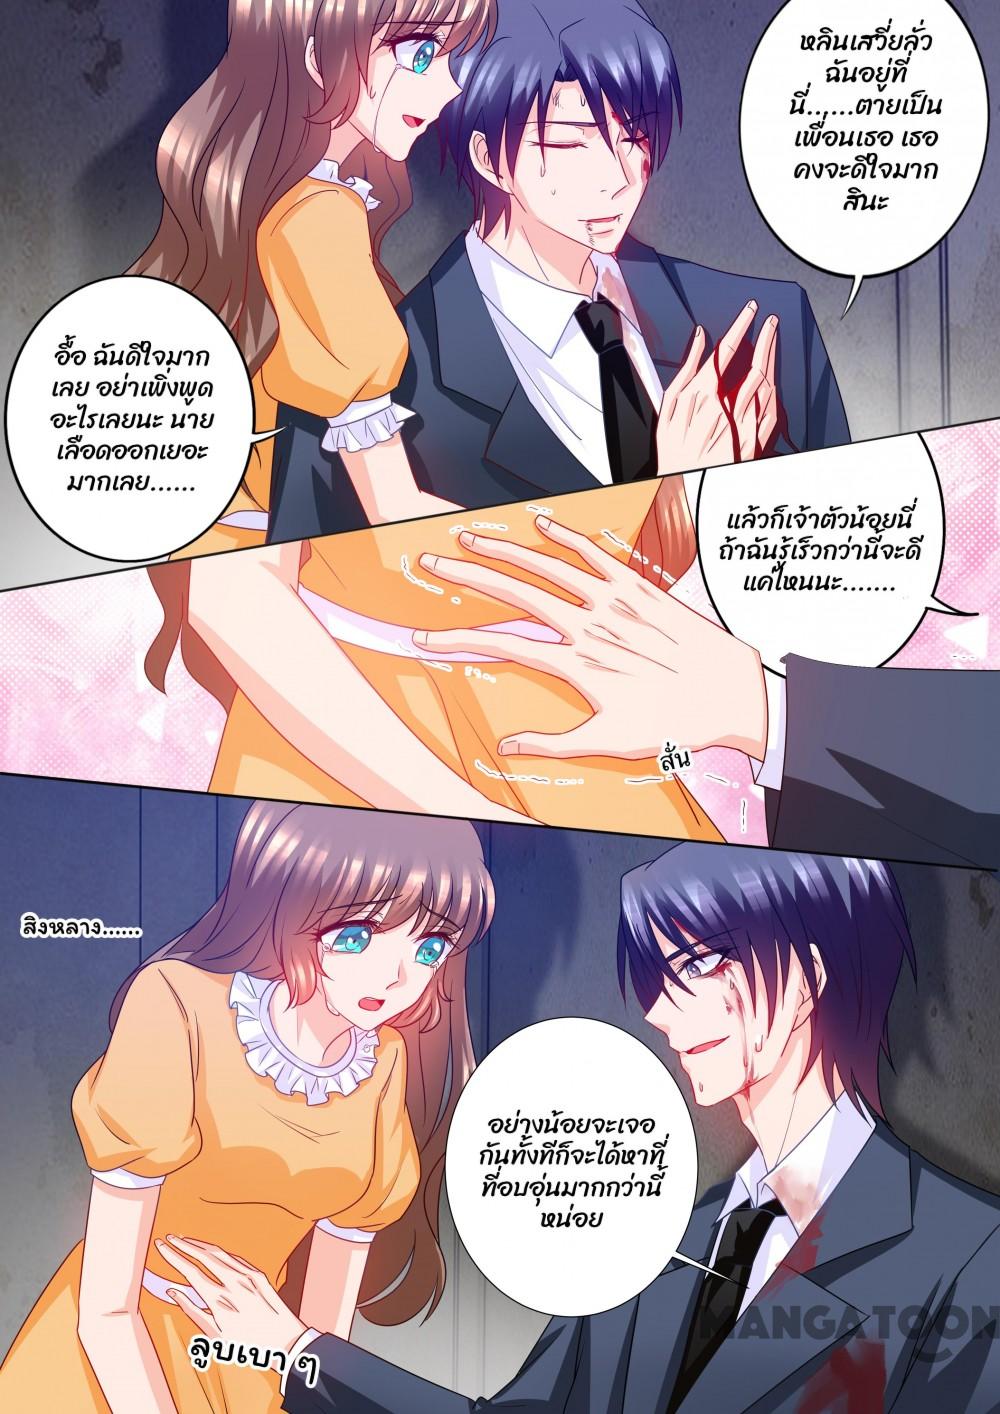 หลินเสวี่ยลั่ว
ฉันอยู่ที่
นี่......ตายเป็น
เพื่อนเธอ เธอ
คงจะดีใจมาก
สินะ
อื้อ ฉันดีใจมาก
เลย อย่าเพิ่งพูด
อะไรเลยนะ นาย
เลือดออกเยอะ
มากเลย......
แล้วก็เจ้าตัวน้อยนี่
ถ้าฉันรู้เร็วกว่านี้จะดี
แค่ไหนนะ.......
สั่น
สิงหลาง......
อย่างน้อยจะเจอ
กันทั้งทีก็จะได้หาที่
ที่อบอุ่นมากกว่านี้
หน่อย
ลูบเบา ๆ
MANGATOON